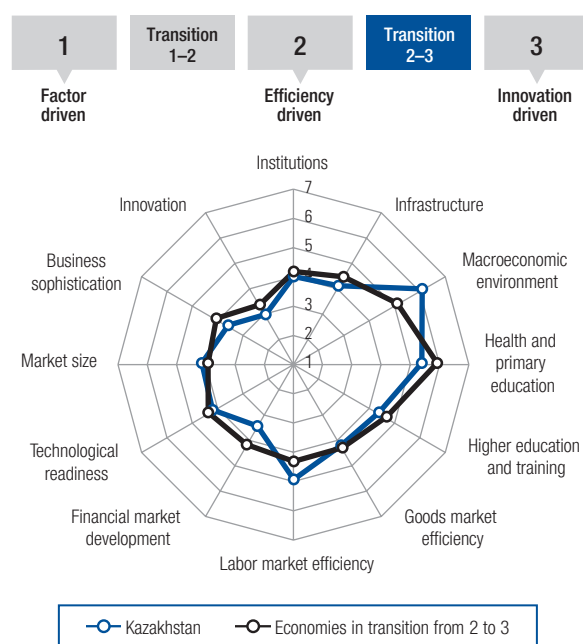 1
Transition
1–2
2
Transition
2–3
3
Factor
driven
Efficiency
driven
Innovation
driven
Institutions
7
6
5
4
3
2
1
Infrastructure
Macroeconomic
environment
Health and
primary
education
Higher education
and training
Goods market
efficiency
Labor market efficiency
Financial market
development
Technological
readiness
Market size
Business
sophistication
Innovation
Kazakhstan
Economies in transition from 2 to 3